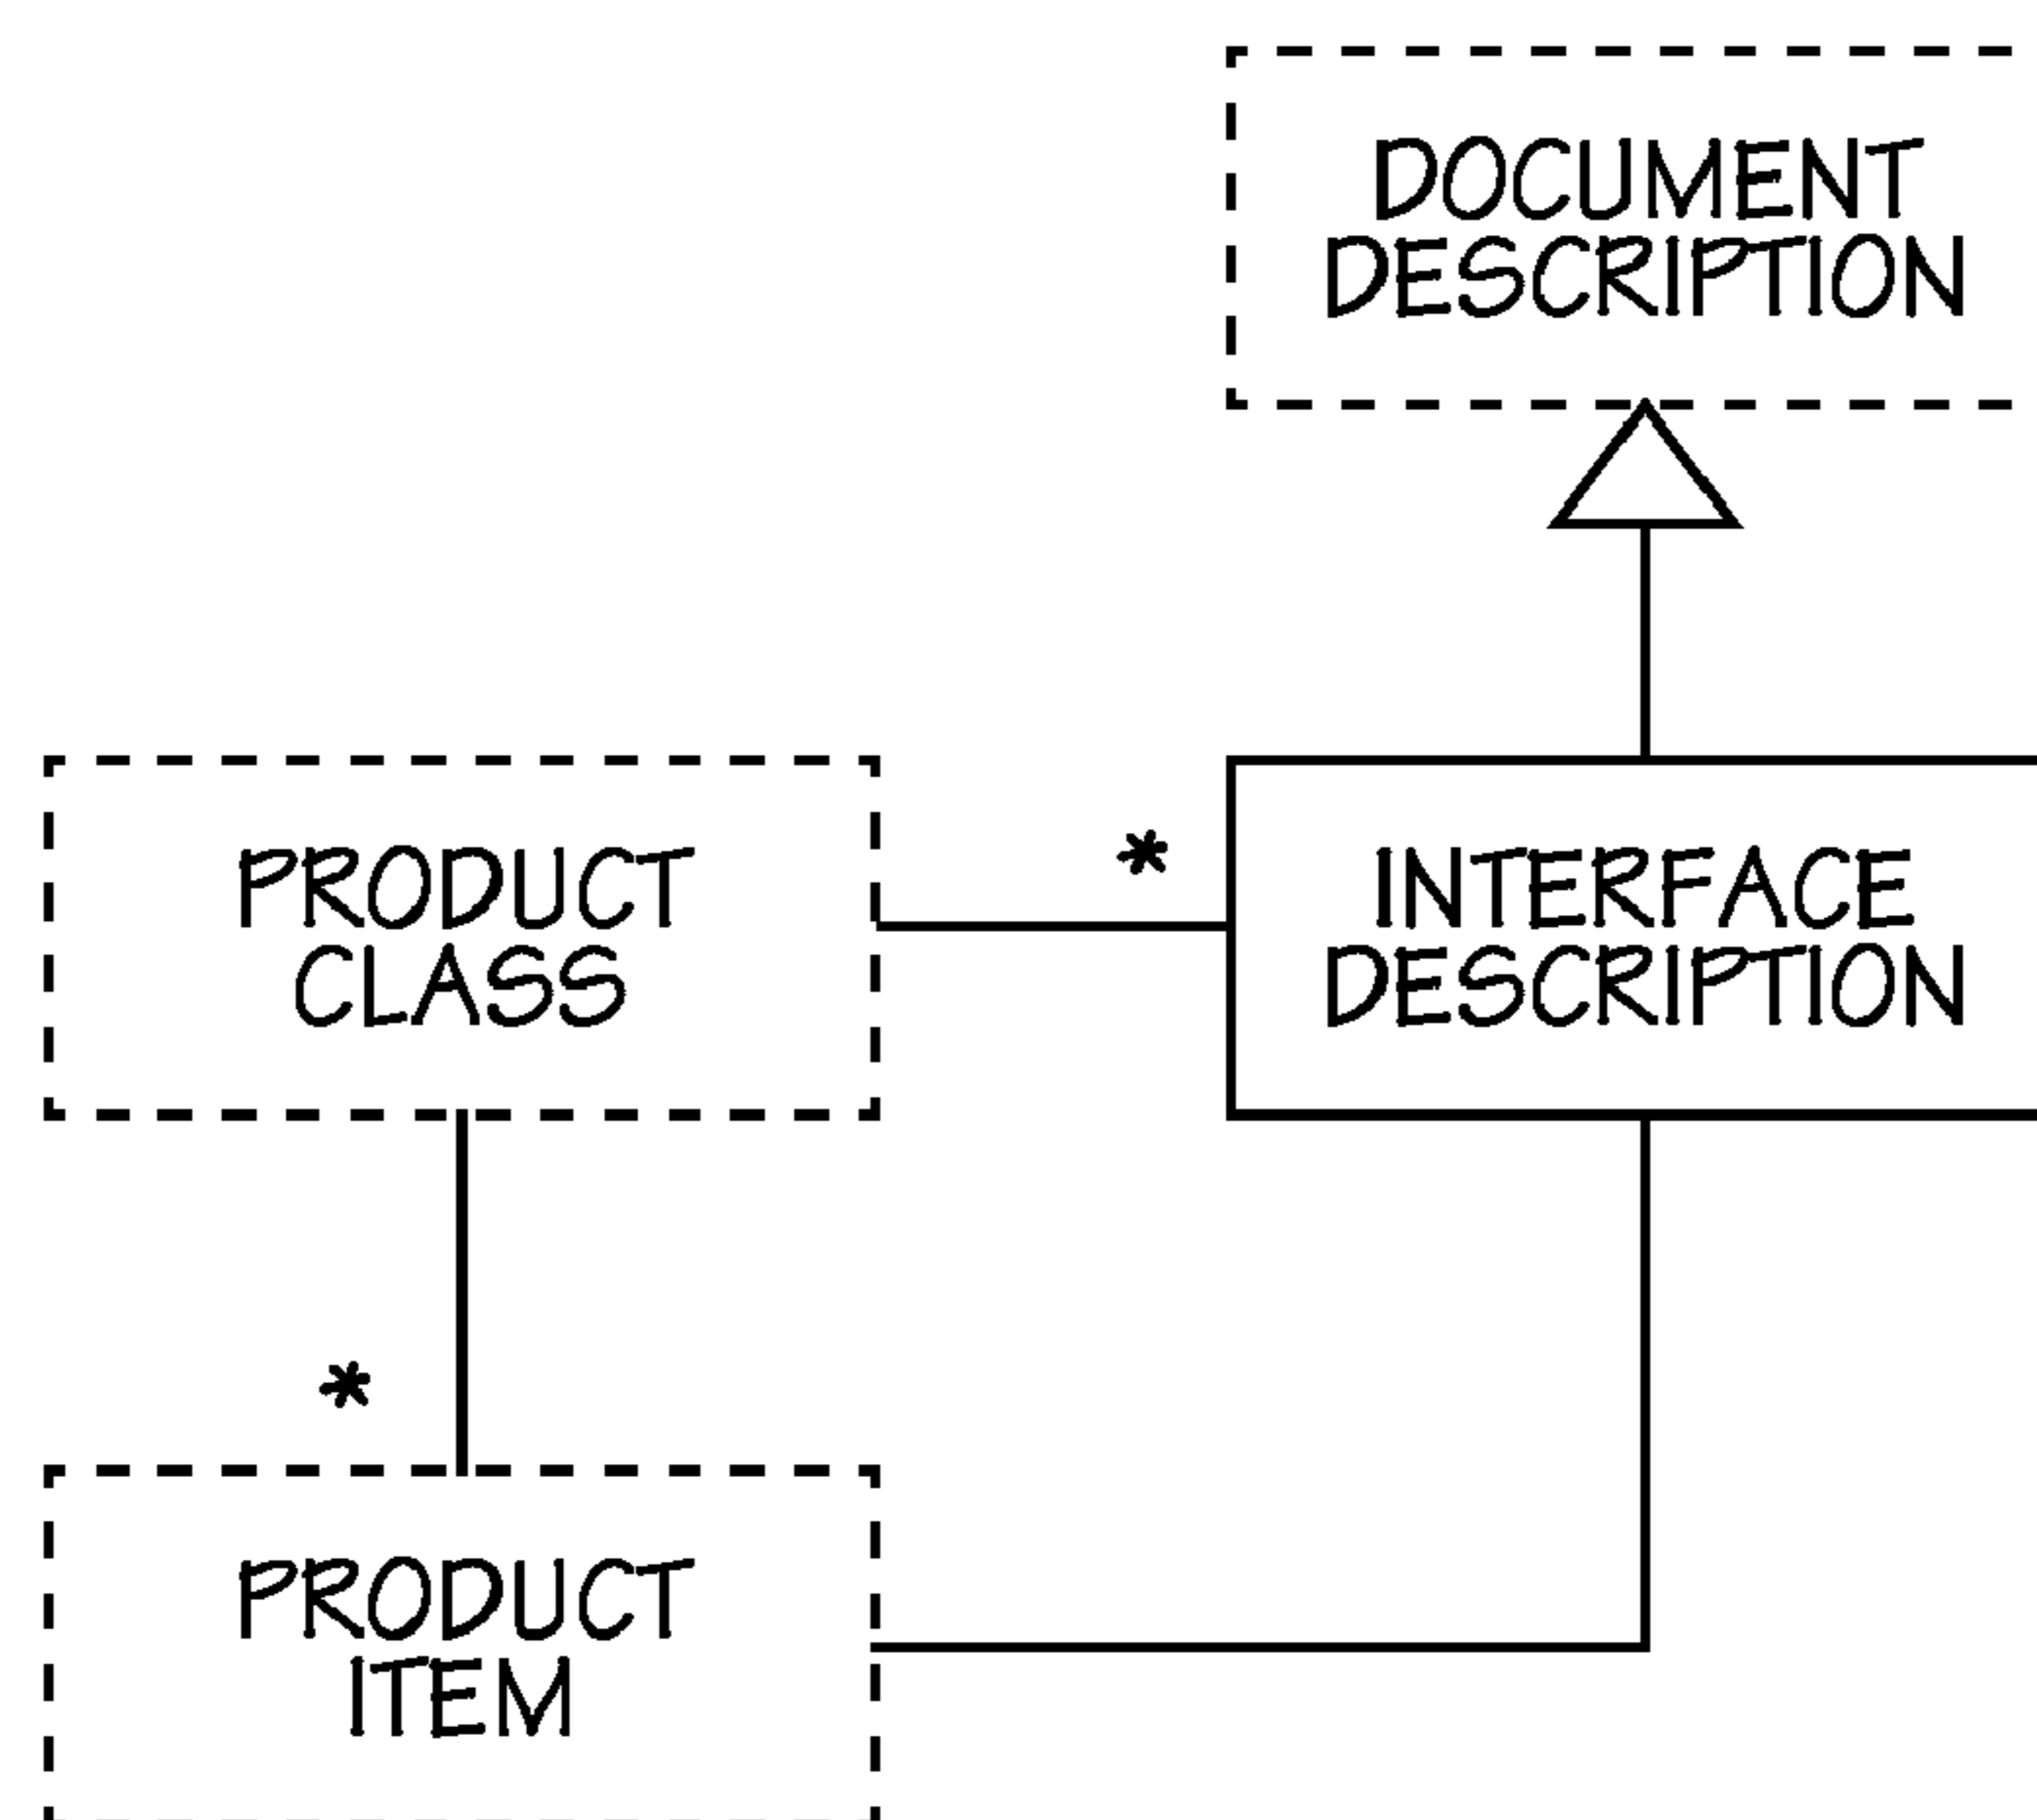 DOCUMENT
DESCRIPTION
PRODUCT
CLASS
*
INTERFACE
DESCRIPTION
*
PRODUCT
ITEM